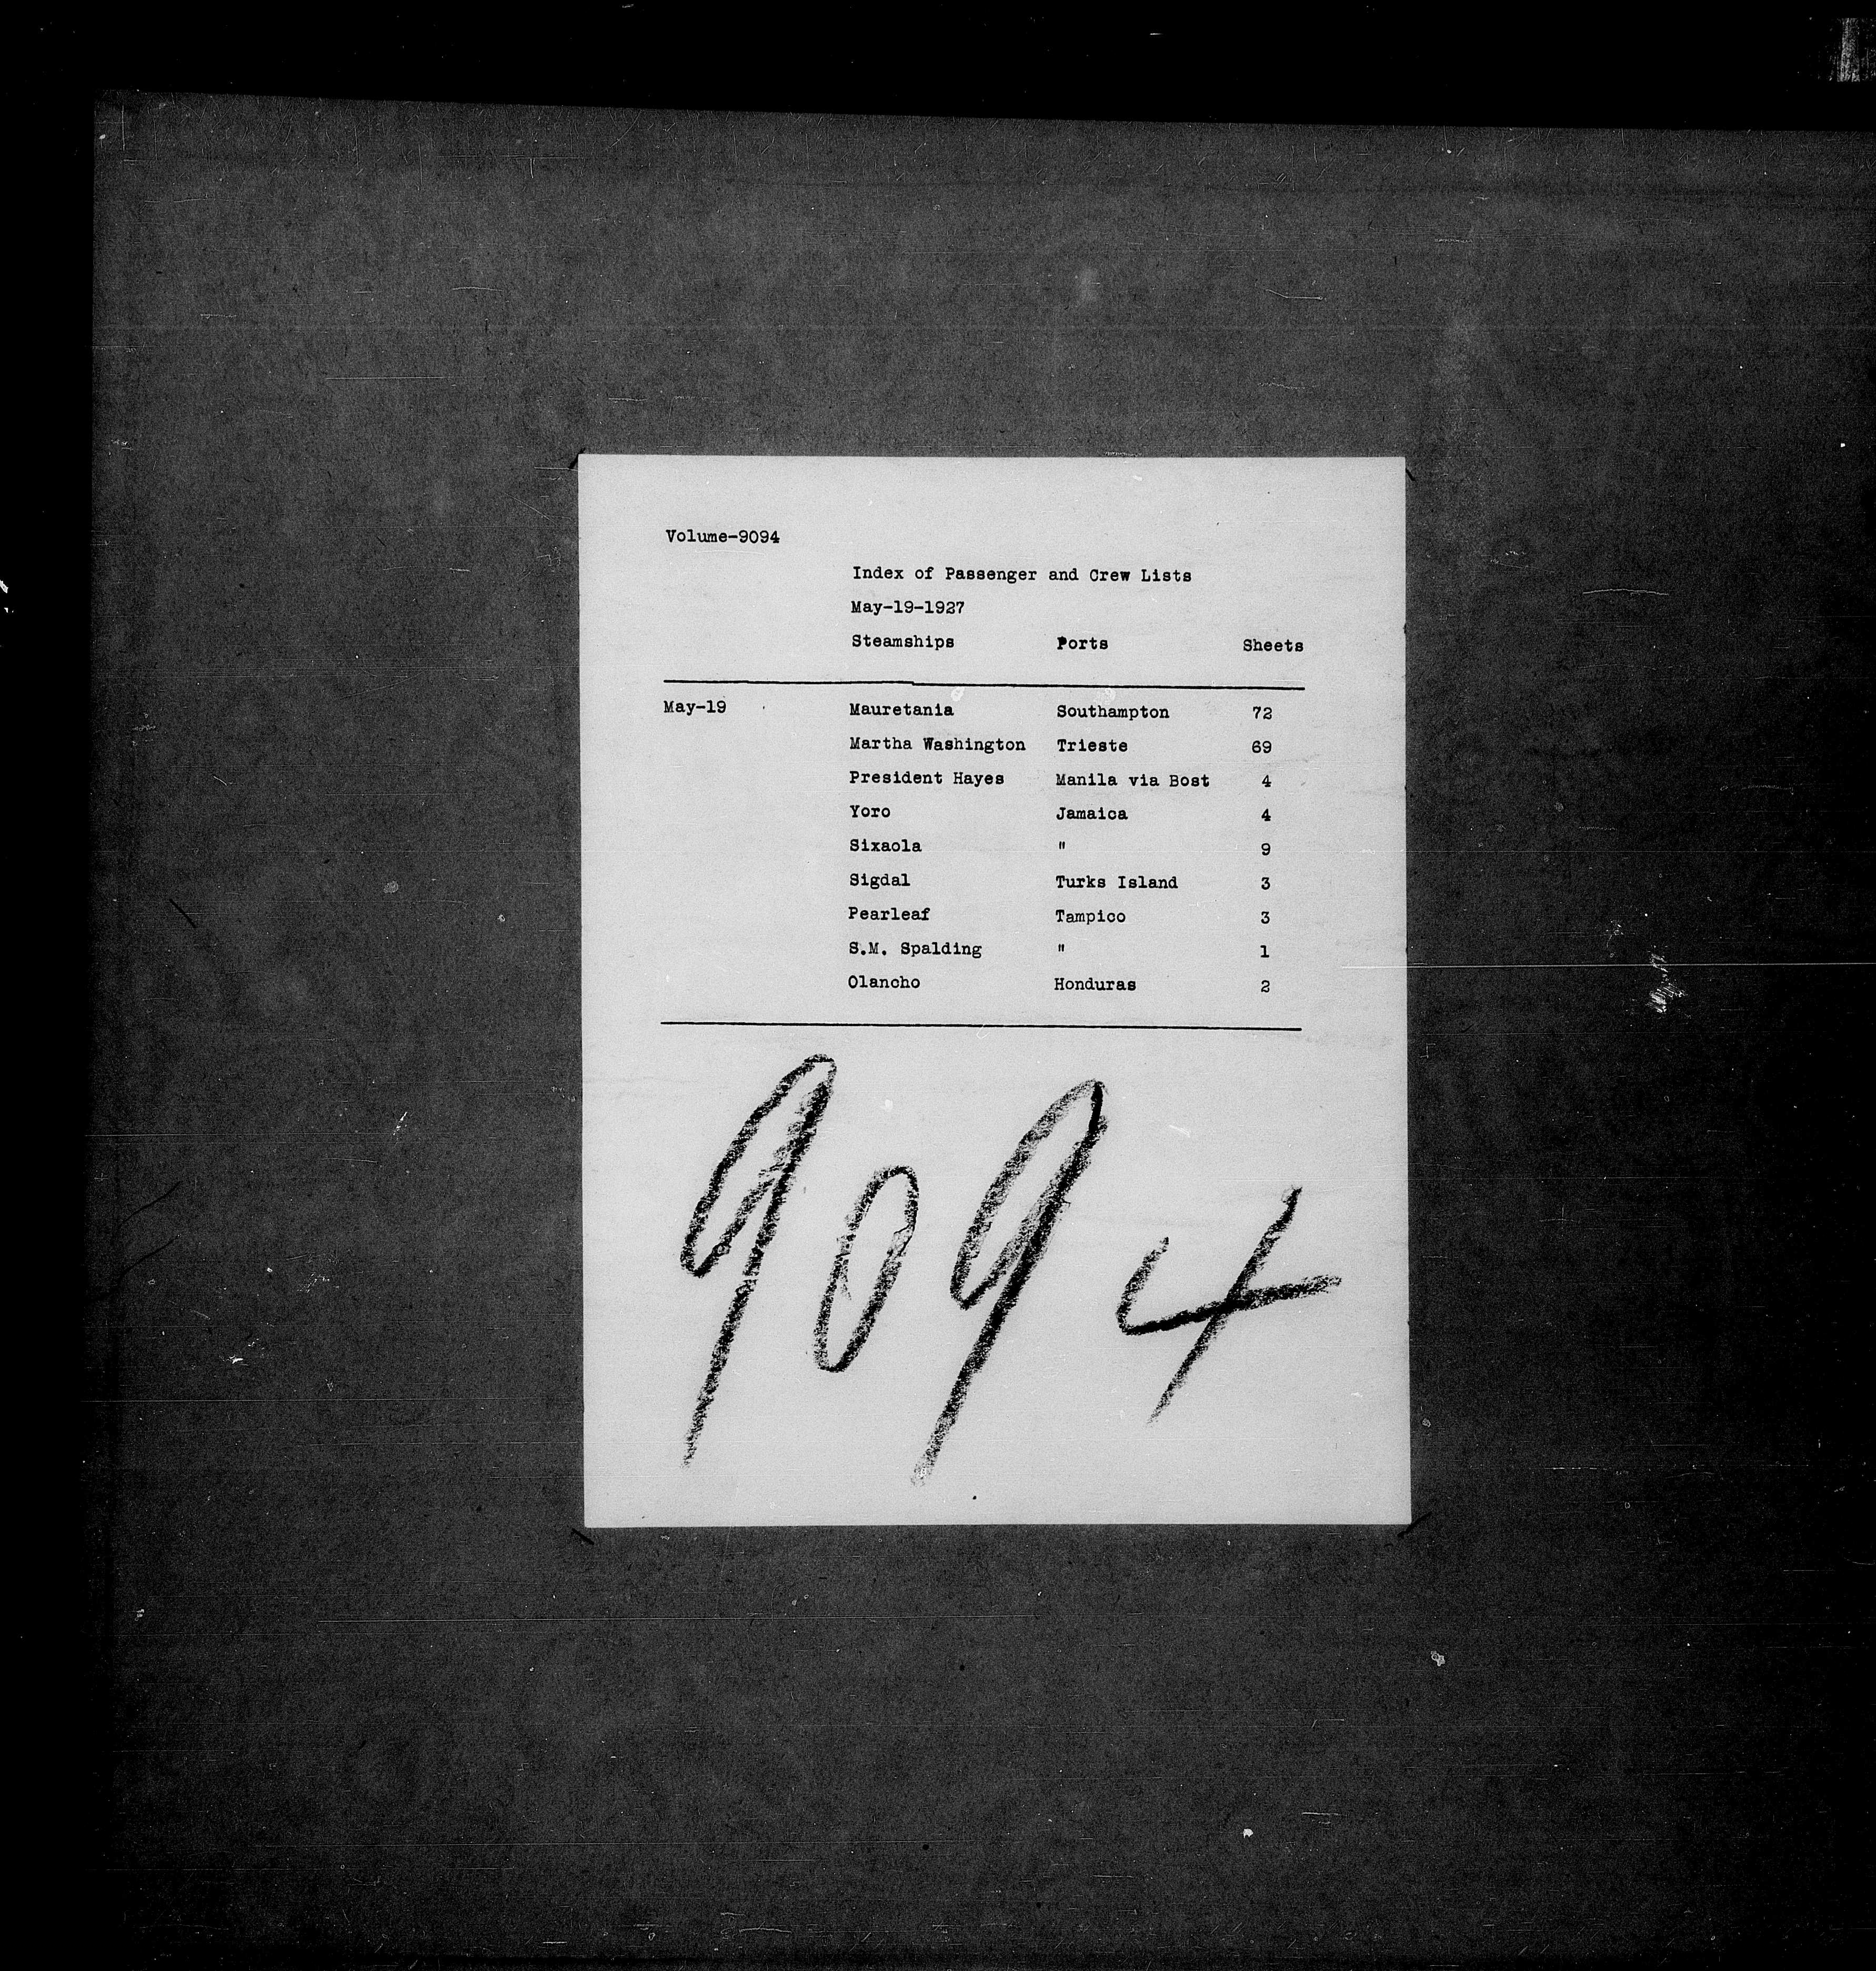 Volume-9094
Index of Passenger and Crew Lists
May-19-1927
Steamships Ports Sheets
May-19 Mauretania Southampton 72
Martha Washington Trieste 69
President Hayes Manila via Bost 4
Yoro Jamaica 4
Sixaola " 9
Sigdal Turks Island 3
Pearleaf Tampico 3
S.M. Spalding " 1
Olancho Honduras 2
9094